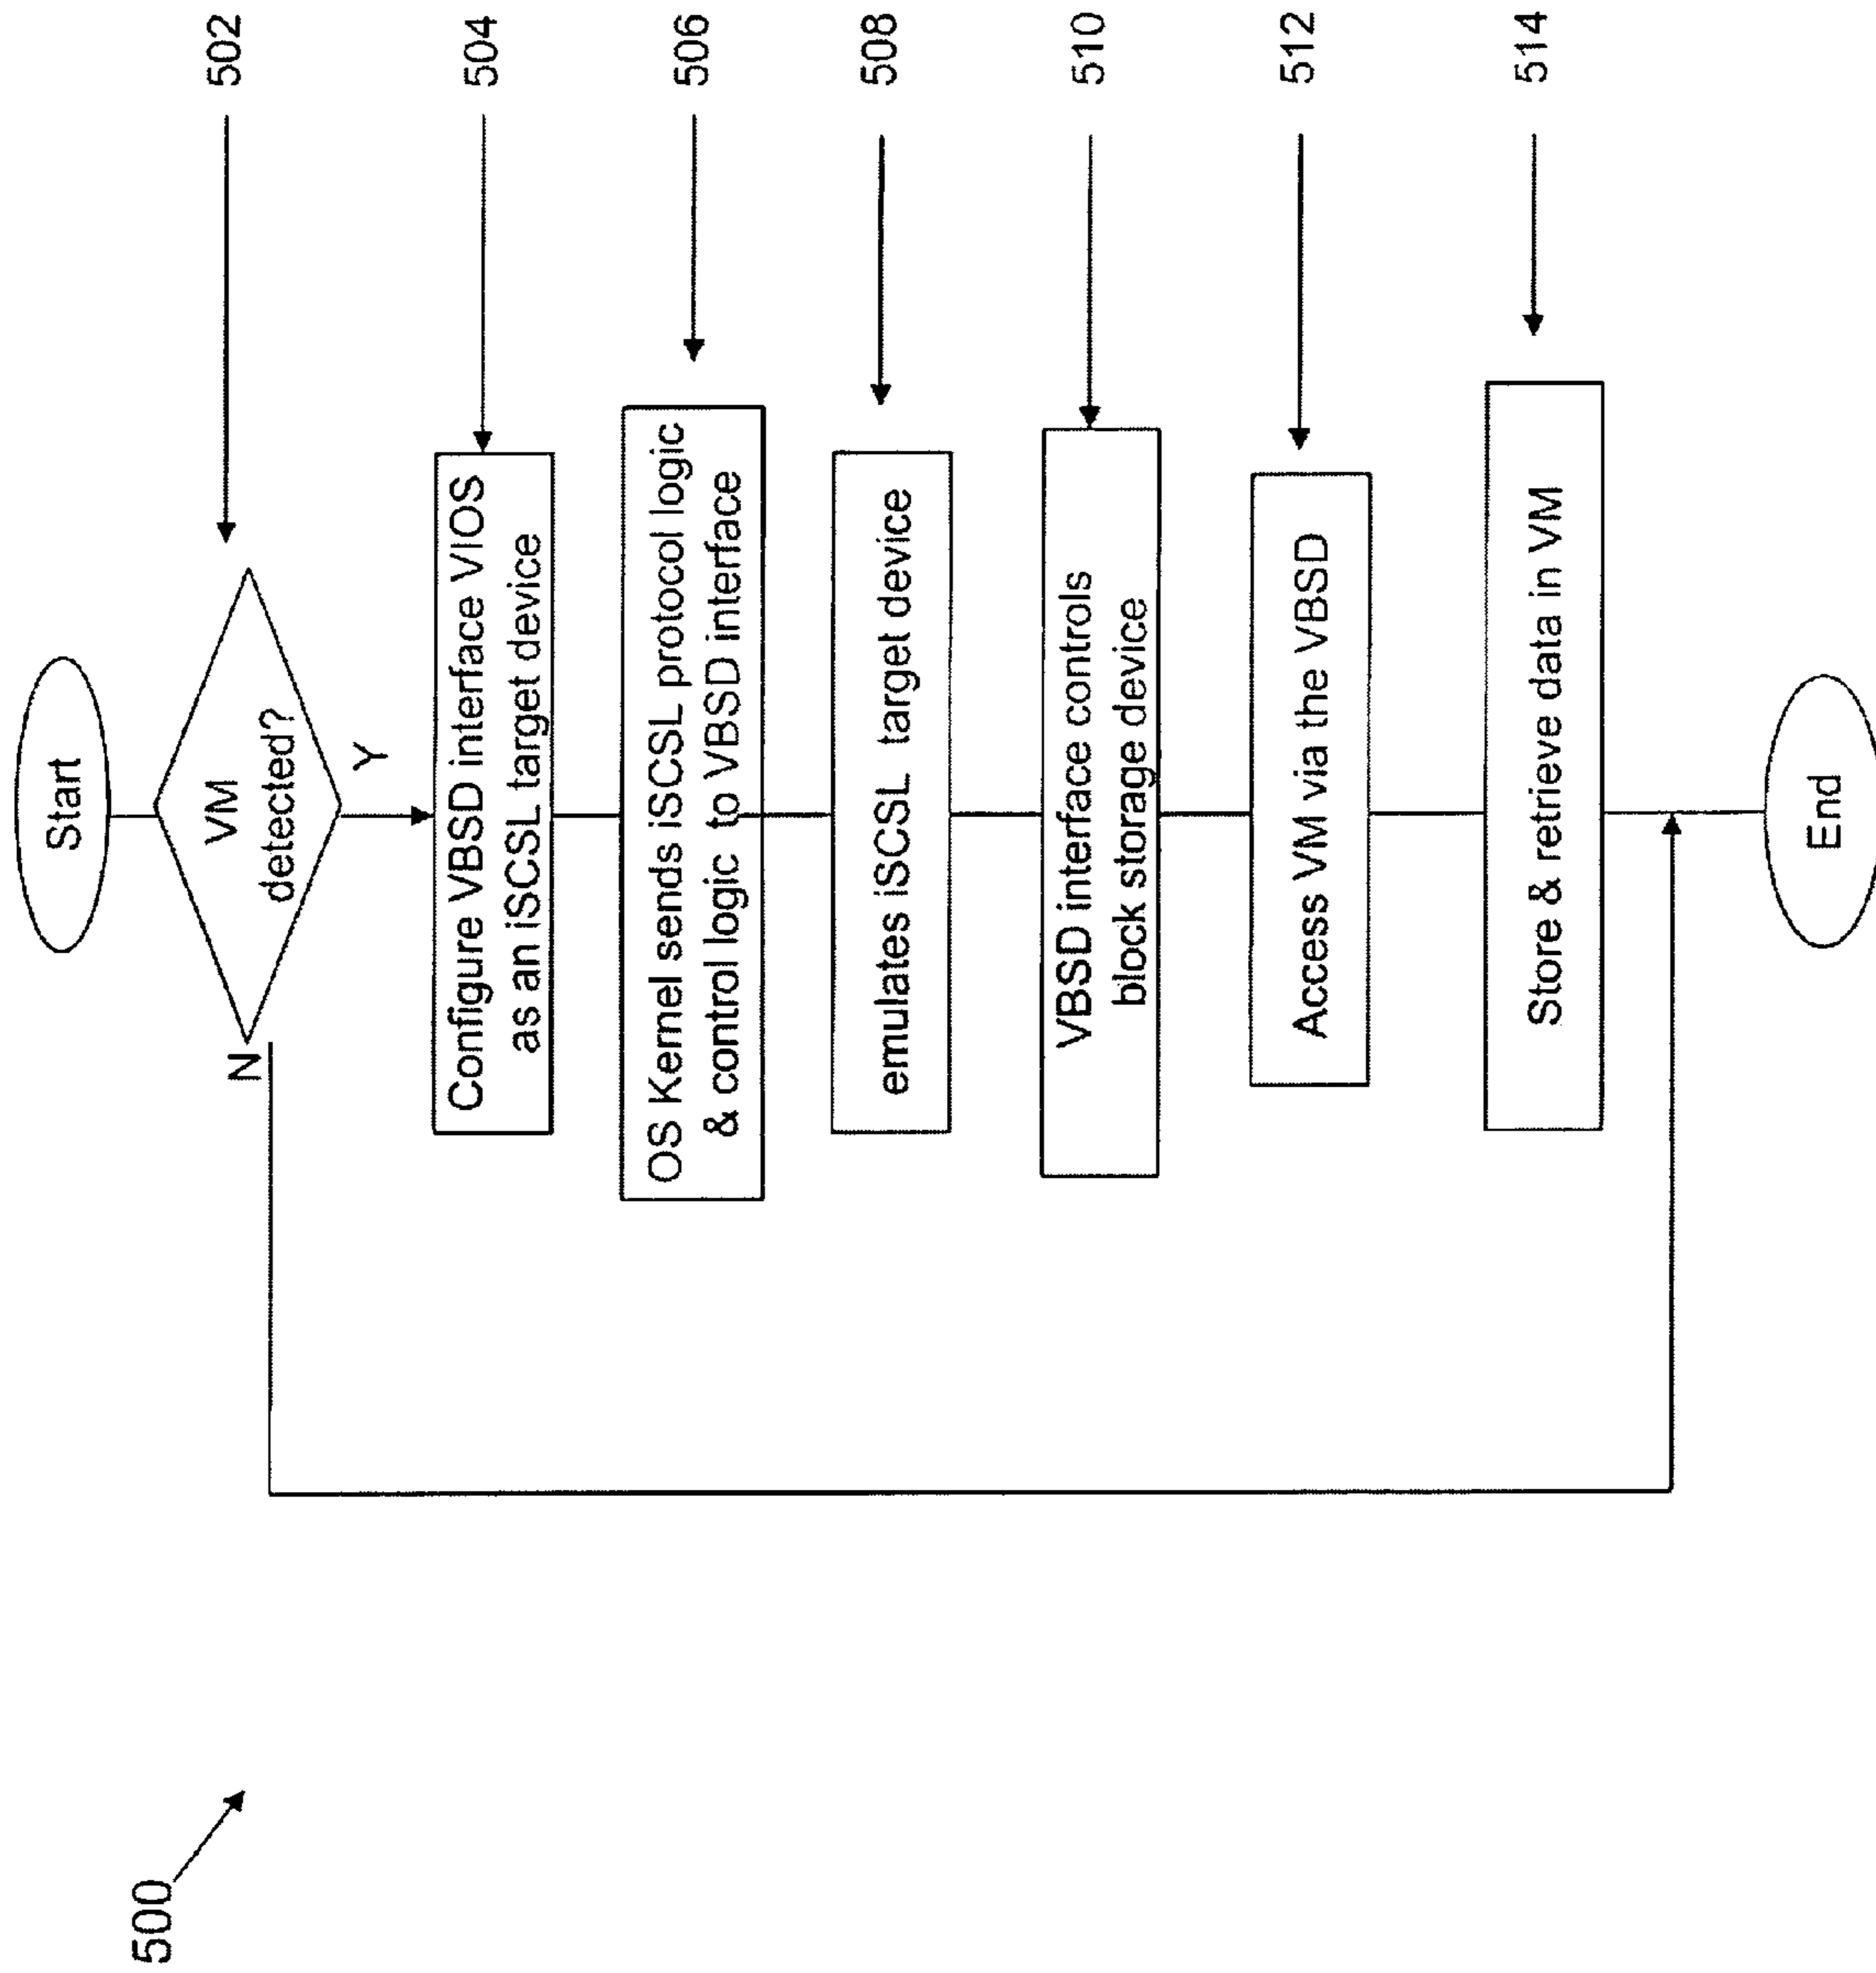 500
Start
VM
detected?
N
Y
502
Configure VBSD interface VIOS
as an iSCSL target device
504
OS Kernel sends iSCSL protocol logic
& control logic to VBSD interface
506
emulates iSCSL target device
508
VBSD interface controls
block storage device
510
Access VM via the VBSD
512
Store & retrieve data in VM
514
End